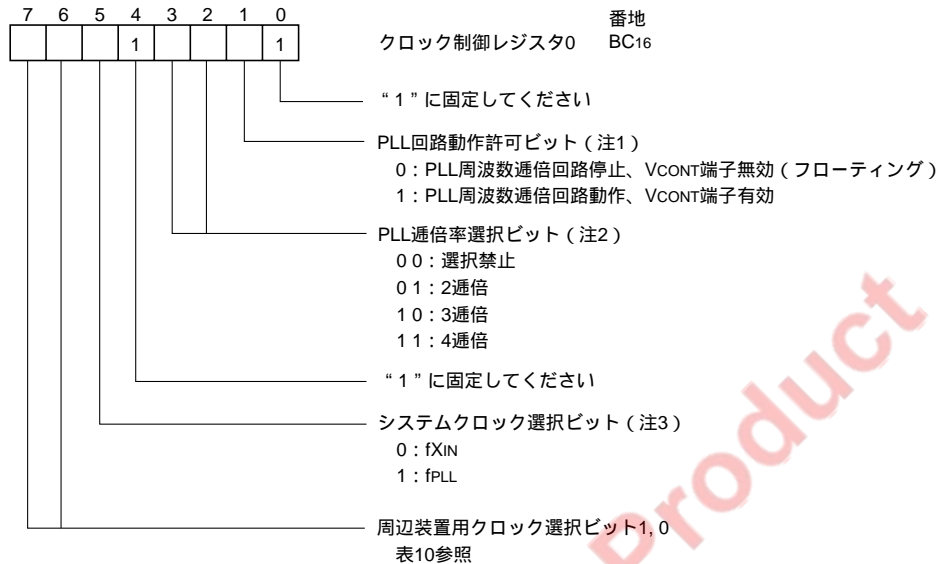 7 6 5 4 3 2 1 0
1 1
クロック制御レジスタ0
番地
BC16
“1”に固定してください
PLL回路動作許可ビット（注1）
0：PLL周波数逓倍回路停止、VCONT端子無効（フローティング）
1：PLL周波数逓倍回路動作、VCONT端子有効
PLL逓倍率選択ビット（注2）
0 0：選択禁止
0 1：2逓倍
1 0：3逓倍
1 1：4逓倍
“1”に固定してください
システムクロック選択ビット（注3）
0：fXIN
1：fPLL
周辺装置用クロック選択ビット1, 0
表10参照
Product